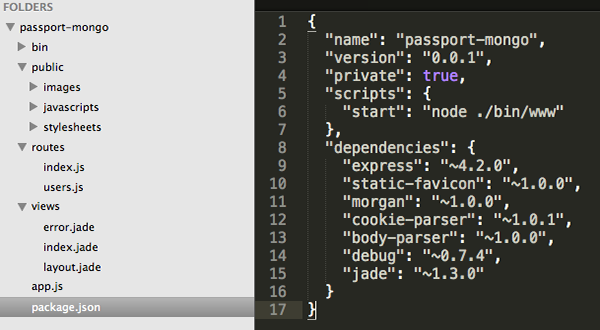 FOLDERS
passport-mongo
bin
public
images
javascripts
stylesheets
routes
index.js
users.js
views
error.jade
index.jade
layout.jade
app.js
package.json
1 {
2   "name": "passport-mongo",
3   "version": "0.0.1",
4   "private": true,
5   "scripts": {
6     "start": "node ./bin/www"
7   },
8   "dependencies": {
9     "express": "~4.2.0",
10     "static-favicon": "~1.0.0",
11     "morgan": "~1.0.0",
12     "cookie-parser": "~1.0.1",
13     "body-parser": "~1.0.0",
14     "debug": "~0.7.4",
15     "jade": "~1.3.0"
16   }
17 }